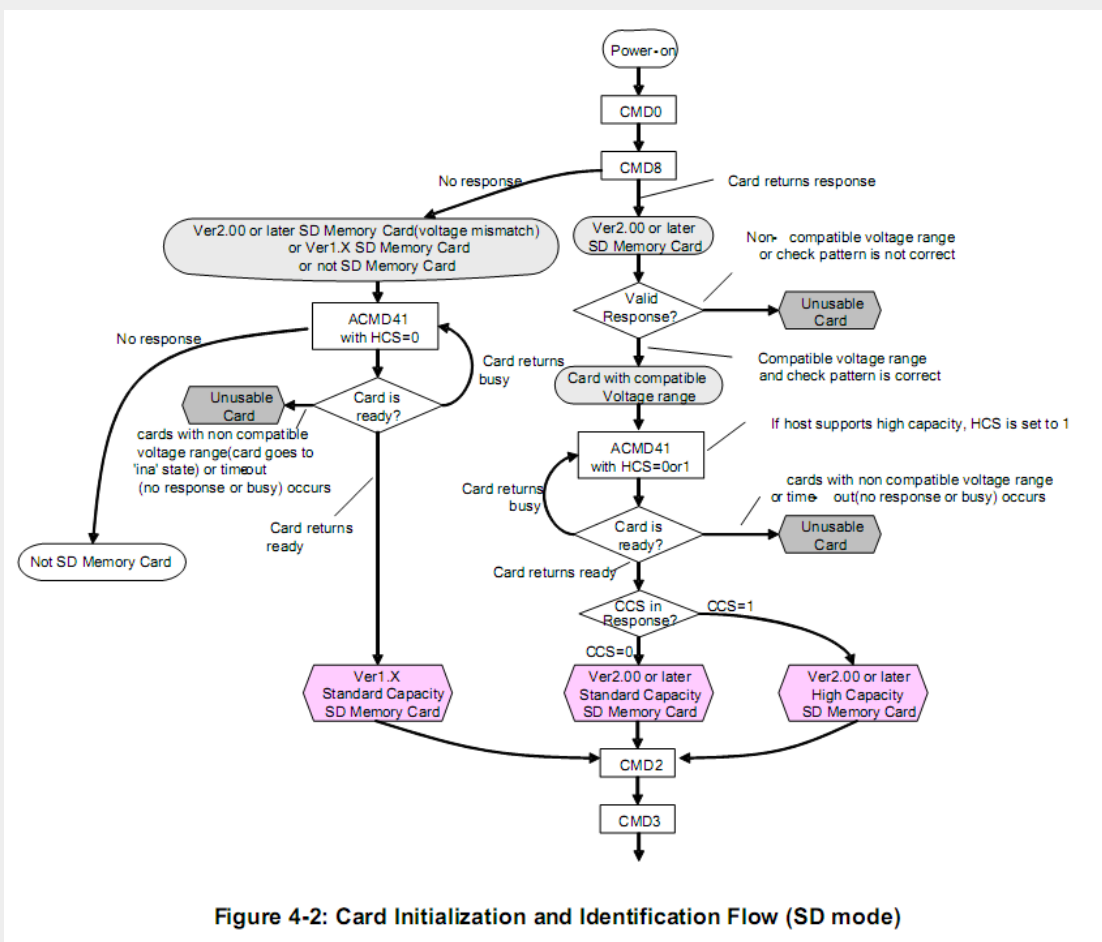 Power-on
CMD0
CMD8
No response
Card returns response
Ver2.00 or later SD Memory Card(voltage mismatch)
or Ver1.X SD Memory Card
or not SD Memory Card
Ver2.00 or later
SD Memory Card
Non- compatible voltage range
or check pattern is not correct
Valid
Response?
Unusable
Card
ACMD41
with HCS=0
No response
Card returns
busy
Compatible voltage range
and check pattern is correct
Card with compatible
Voltage range
Unusable
Card
Card is
ready?
If host supports high capacity, HCS is set to 1
cards with non compatible
voltage range(card goes to
'ina' state) or timeout
(no response or busy) occurs
ACMD41
with HCS=0or1
Card returns
busy
cards with non compatible voltage range
or time- out(no response or busy) occurs
Card returns
ready
Card is
ready?
Unusable
Card
Not SD Memory Card
Card returns ready
CCS in
Response?
CCS=1
CCS=0
Ver1.X
Standard Capacity
SD Memory Card
Ver2.00 or later
Standard Capacity
SD Memory Card
Ver2.00 or later
High Capacity
SD Memory Card
CMD2
CMD3
Figure 4-2: Card Initialization and Identification Flow (SD mode)